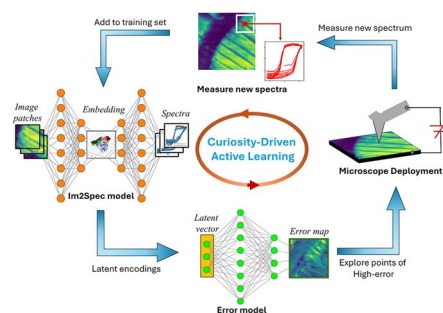 Add to training set
Measure new spectrum
Measure new spectra
Image
patches
Embedding
Spectra
Im2Spec model
Curiosity-Driven
Active Learning
Microscope Deployment
Latent
vector
Error map
Latent encodings
Explore points of
High-error
Error model